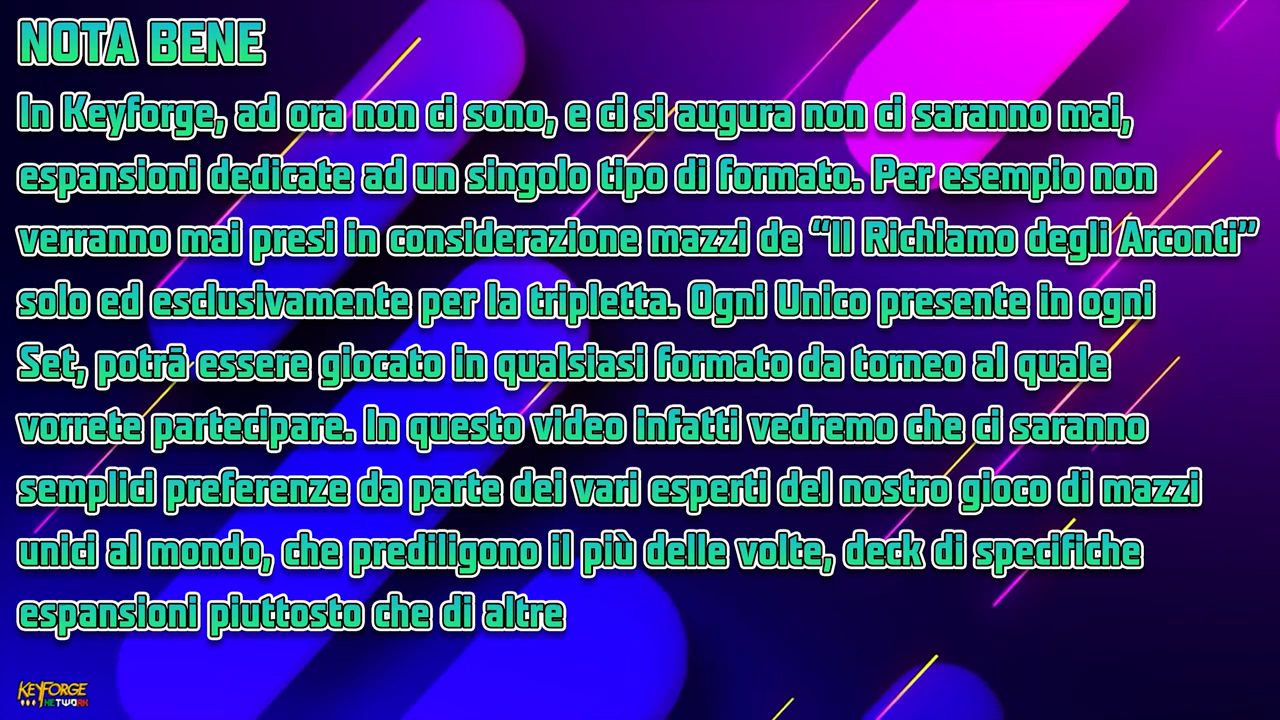 NOTA BENE
In Keyforge, ad ora non ci sono, e ci si augura non ci saranno mai,
espansioni dedicate ad un singolo tipo di formato. Per esempio non
verranno mai presi in considerazione mazzi de “Il Richiamo degli Arconti”
solo ed esclusivamente per la tripletta. Ogni Unico presente in ogni
Set, potrā essere giocato in qualsiasi formato da torneo al quale
vorrete partecipare. In questo video infatti vedremo che ci saranno
semplici preferenze da parte dei vari esperti del nostro gioco di mazzi
unici al mondo, che prediligono il più delle volte, deck di specifiche
espansioni piuttosto che di altre
KEYFORGE
NETWORK